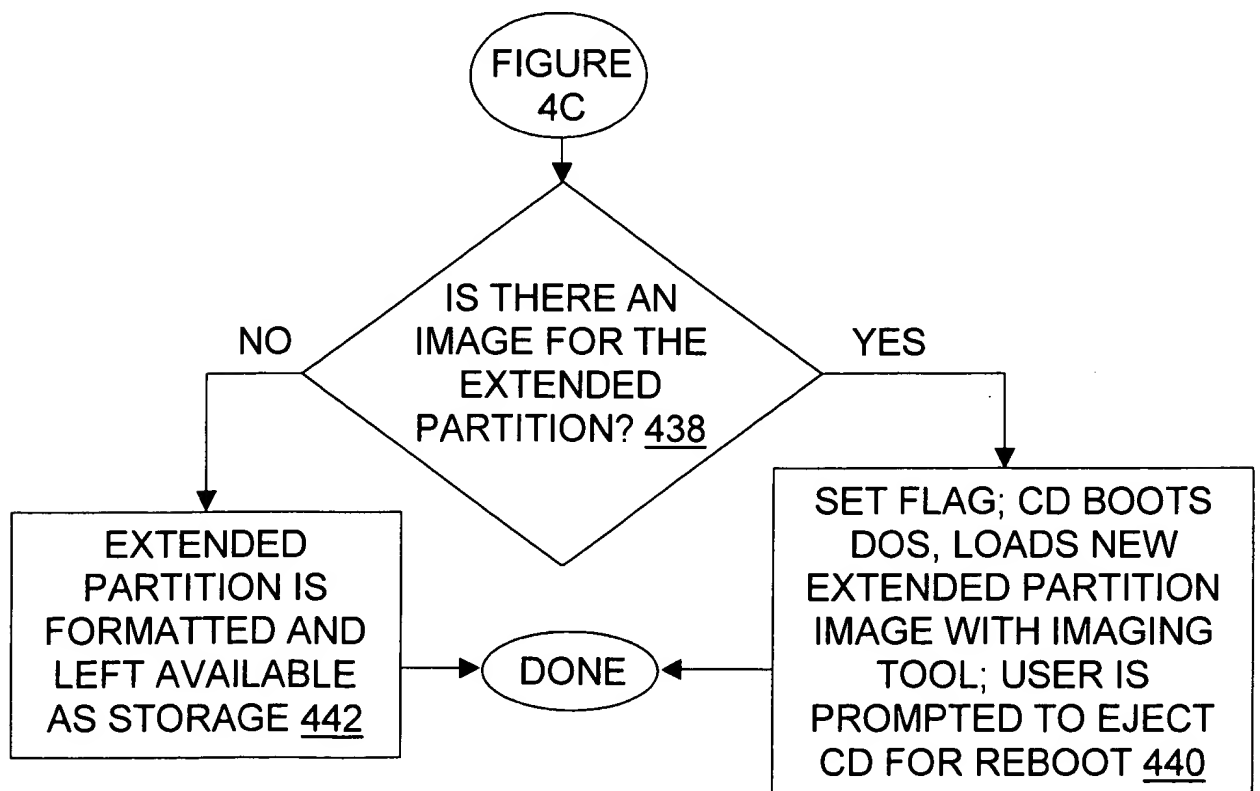 FIGURE
4C
IS THERE AN
IMAGE FOR THE
EXTENDED
PARTITION? 438
NO
YES
EXTENDED
PARTITION IS
FORMATTED AND
LEFT AVAILABLE
AS STORAGE 442
DONE
SET FLAG; CD BOOTS
DOS, LOADS NEW
EXTENDED PARTITION
IMAGE WITH IMAGING
TOOL; USER IS
PROMPTED TO EJECT
CD FOR REBOOT 440